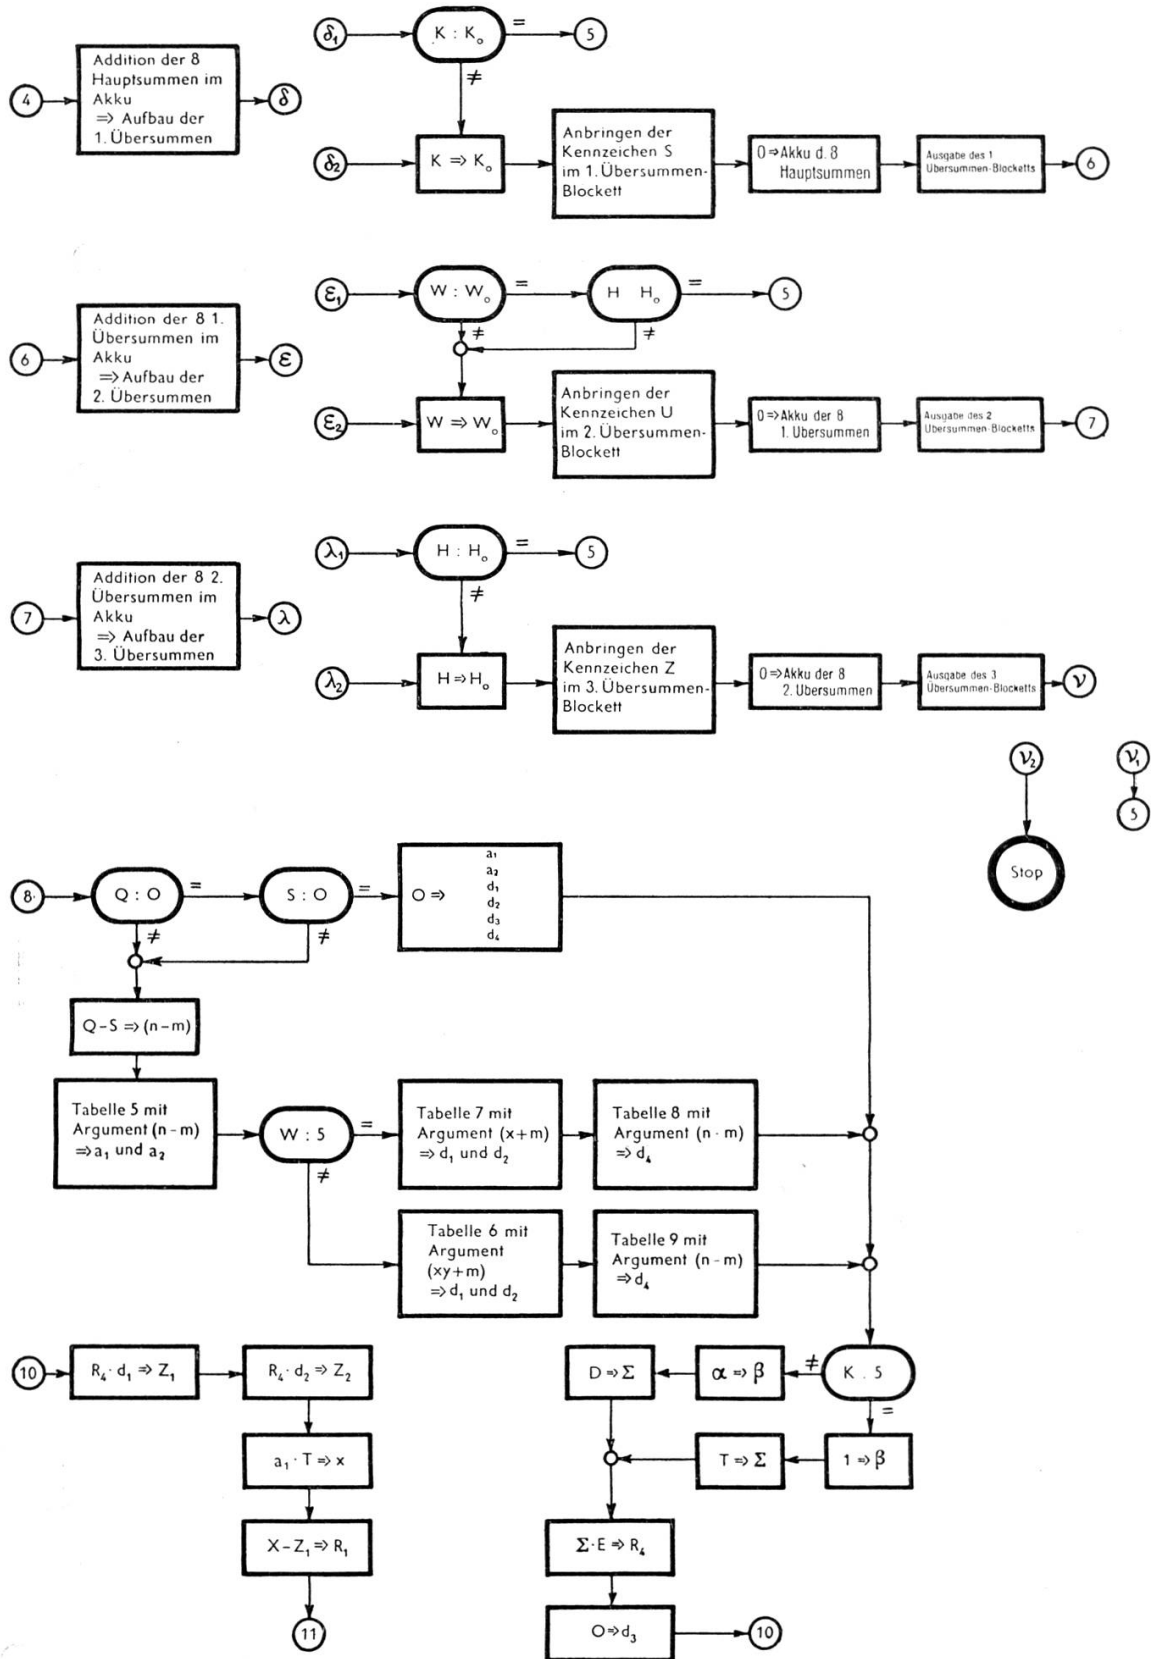 δ₁
K : K₀
=
5
≠
4
Addition der 8
Hauptsummen im
Akku
⇒ Aufbau der
1. Übersummen
δ
δ₂
K ⇒ K₀
Anbringen der
Kennzeichen S
im 1. Übersummen-
Blockett
0⇒Akku d. 8
Hauptsummen
Ausgabe des 1
Übersummen-Blocketts
6
ε₁
W : W₀
=
H H₀
=
5
≠
≠
6
Addition der 8 1.
Übersummen im
Akku
⇒ Aufbau der
2. Übersummen
ε
ε₂
W ⇒ W₀
Anbringen der
Kennzeichen U
im 2. Übersummen-
Blockett
0⇒Akku der 8
1. Ubersummen
Ausgabe des 2
Übersummen-Blocketts
7
λ₁
H : H₀
=
5
≠
7
Addition der 8 2.
Übersummen im
Akku
⇒ Aufbau der
3. Übersummen
λ
λ₂
H ⇒ H₀
Anbringen der
Kennzeichen Z
im 3. Übersummen-
Blockett
0⇒Akku der 8
2. Ubersummen
Ausgabe des 3
Übersummen-Blocketts
ν
ν₂
ν₁
5
Stop
8
Q : O
=
S : O
=
O ⇒
a₁
a₂
d₁
d₂
d₃
d₄
≠
≠
Q – S ⇒ (n – m)
Tabelle 5 mit
Argument (n – m)
⇒ a₁ und a₂
W : 5
=
≠
Tabelle 7 mit
Argument (x + m)
⇒ d₁ und d₂
Tabelle 8 mit
Argument (n · m)
⇒ d₄
Tabelle 6 mit
Argument
(xy + m)
⇒ d₁ und d₂
Tabelle 9 mit
Argument (n - m)
⇒ d₄
10
R₄ · d₁ ⇒ Z₁
R₄ · d₂ ⇒ Z₂
D ⇒ Σ
α ⇒ β
≠
K . 5
=
a₁ · T ⇒ x
T ⇒ Σ
1 ⇒ β
X – Z₁ ⇒ R₁
Σ · E ⇒ R₄
11
O ⇒ d₃
10